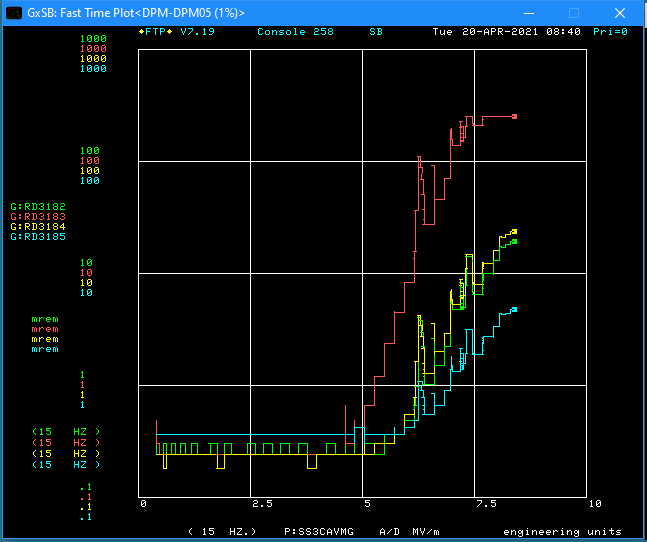 GxSB: Fast Time Plot<DPM-DPM05 (1%)>
◆FTP◆ V7.19 Console 258 SB Tue 20-APR-2021 08:40 Pri=0
1000
1000
1000
1000
100
100
100
100
G:RD3182
G:RD3183
G:RD3184
G:RD3185
10
10
10
10
mrem
mrem
mrem
mrem
1
1
1
1
(15 HZ )
(15 HZ )
(15 HZ )
(15 HZ )
.1
.1
.1
.1
0 2.5 5 7.5 10
( 15 HZ.) P:SS3CAVMG A/D MV/m engineering units